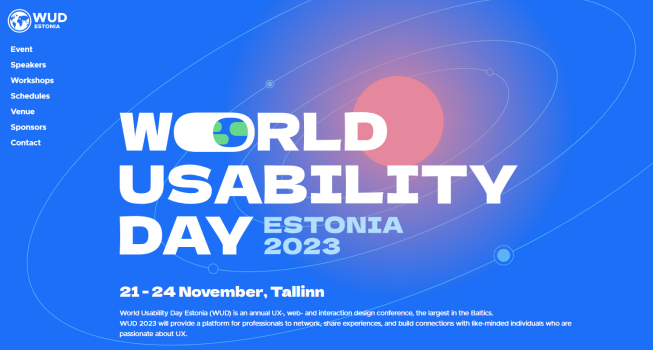 WUD
ESTONIA
Event
Speakers
Workshops
Schedules
Venue
Sponsors
Contact
WORLD
USABILITY
DAY ESTONIA
2023
21 - 24 November, Tallinn
World Usability Day Estonia (WUD) is an annual UX-, web- and interaction design conference, the largest in the Baltics.
WUD 2023 will provide a platform for professionals to network, share experiences, and build connections with like-minded individuals who are
passionate about UX.